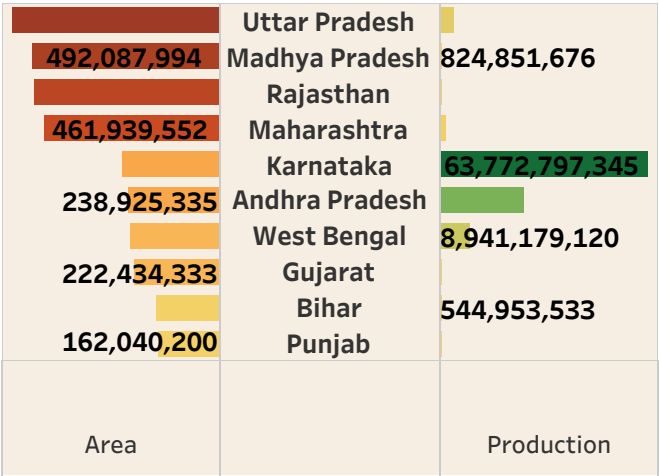 Uttar Pradesh
492,087,994 Madhya Pradesh 824,851,676
Rajasthan
461,939,552 Maharashtra
Karnataka 63,772,797,345
238,925,335 Andhra Pradesh
West Bengal 8,941,179,120
222,434,333 Gujarat
Bihar 544,953,533
162,040,200 Punjab
Area Production